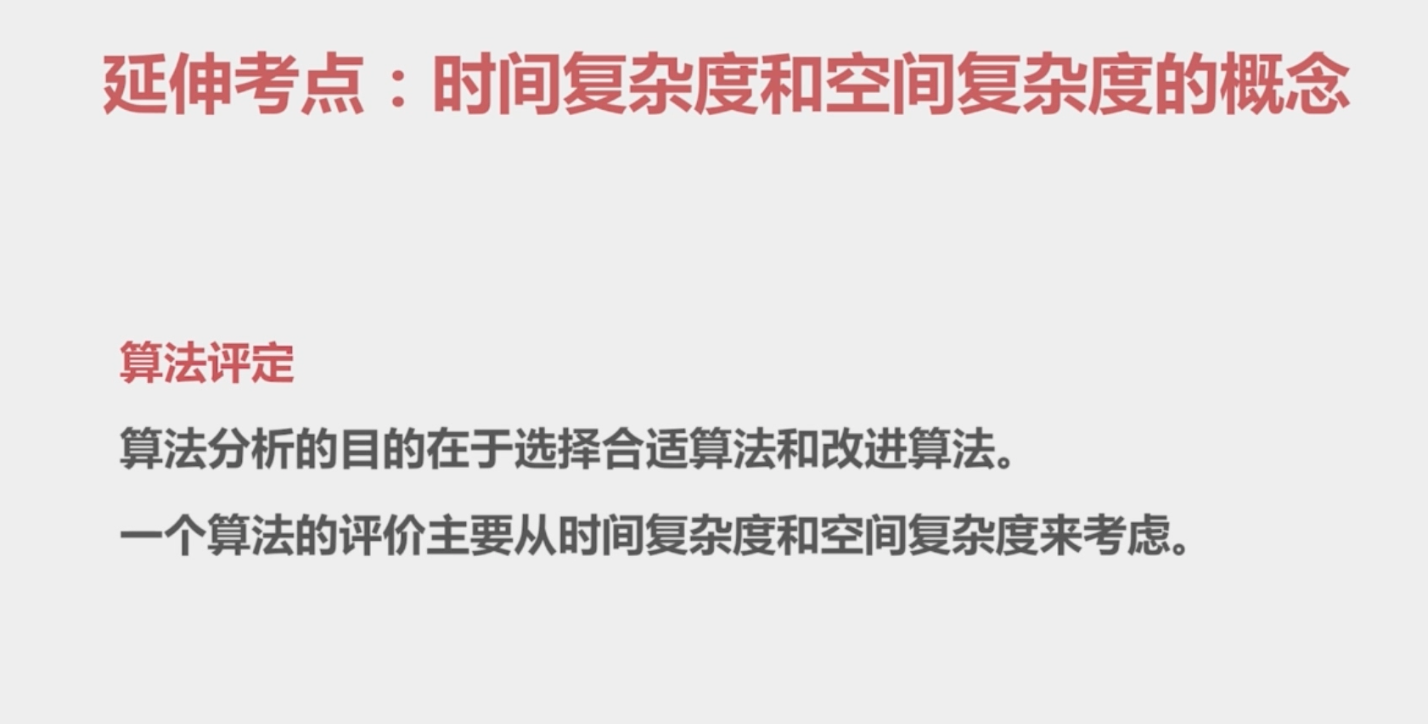 延伸考点：时间复杂度和空间复杂度的概念
算法评定
算法分析的目的在于选择合适算法和改进算法。
一个算法的评价主要从时间复杂度和空间复杂度来考虑。